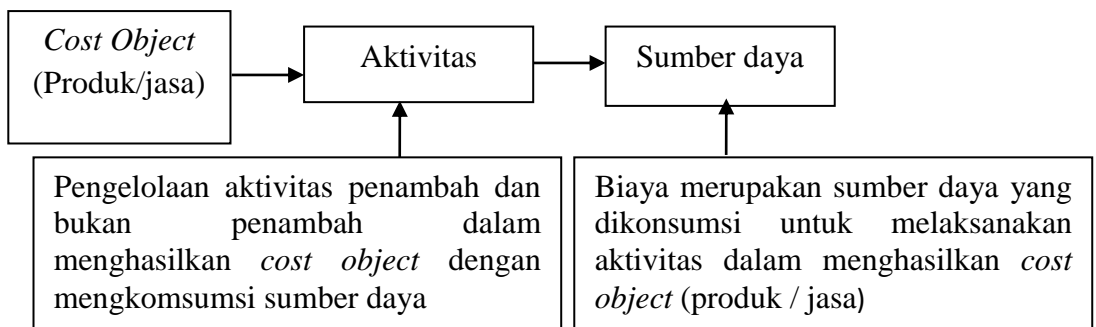 Cost Object
(Produk/jasa)
Aktivitas
Sumber daya
Pengelolaan aktivitas penambah dan
bukan penambah dalam
menghasilkan cost object dengan
mengkomsumsi sumber daya
Biaya merupakan sumber daya yang
dikonsumsi untuk melaksanakan
aktivitas dalam menghasilkan cost
object (produk / jasa)